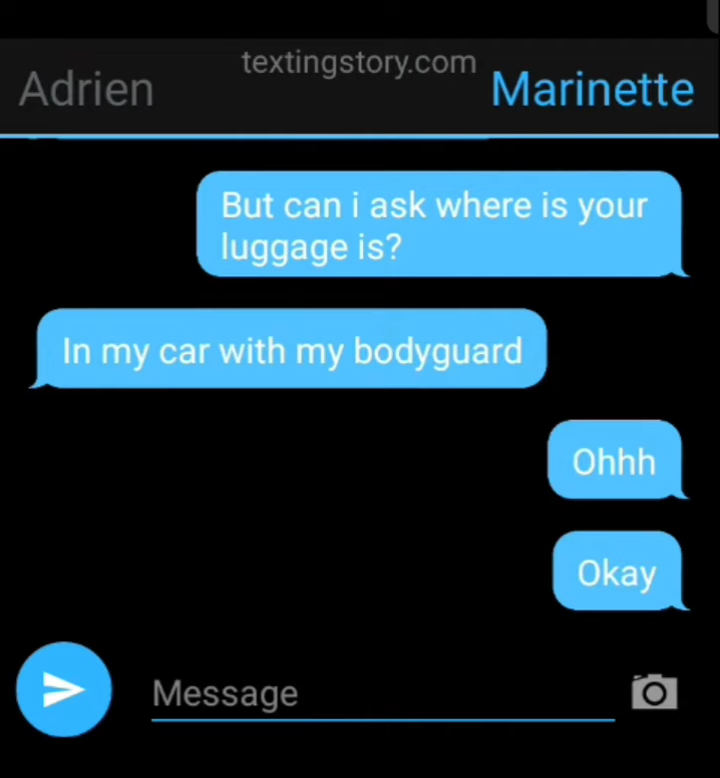 textingstory.com
Adrien
Marinette
But can i ask where is your
luggage is?
In my car with my bodyguard
Ohhh
Okay
Message